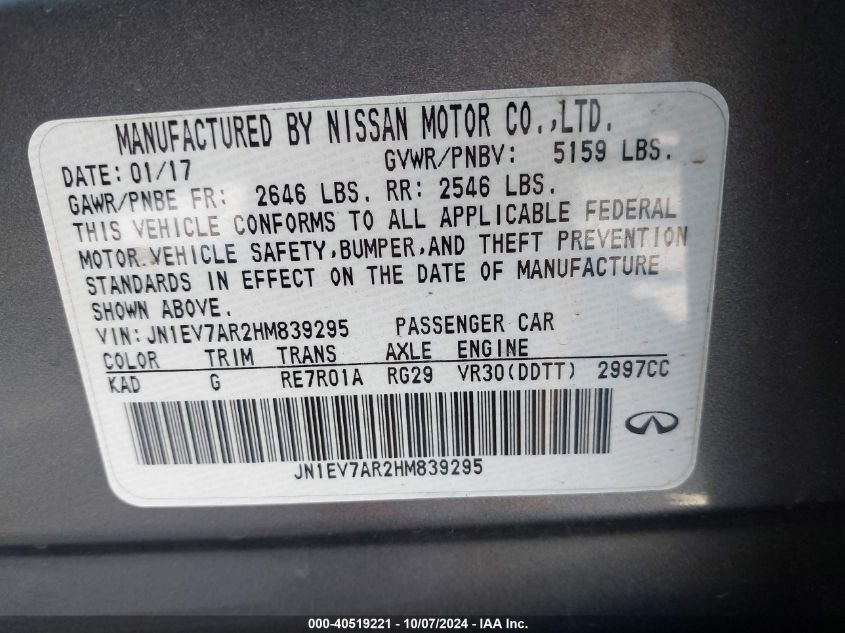 MANUFACTURED BY NISSAN MOTOR CO.,LTD.
DATE: 01/17 GVWR/PNBV: 5159 LBS.
GAWR/PNBE FR: 2646 LBS. RR: 2546 LBS.
THIS VEHICLE CONFORMS TO ALL APPLICABLE FEDERAL
MOTOR VEHICLE SAFETY,BUMPER,AND THEFT PREVENTION
STANDARDS IN EFFECT ON THE DATE OF MANUFACTURE
SHOWN ABOVE.
VIN: JN1EV7AR2HM839295 PASSENGER CAR
COLOR TRIM TRANS AXLE ENGINE
KAD G RE7R01A RG29 VR30(DDTT) 2997CC
JN1EV7AR2HM839295
000-40519221 - 10/07/2024 - IAA Inc.